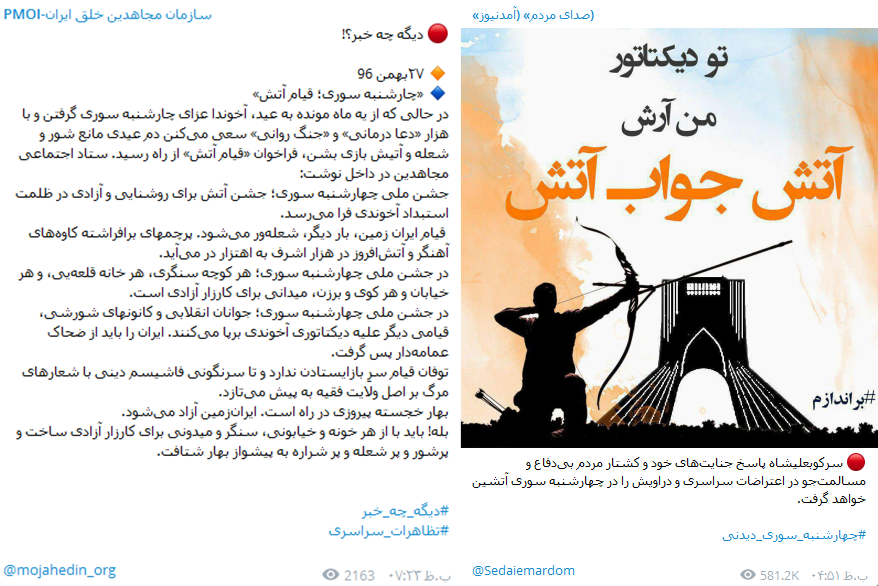 سازمان مجاهدین خلق ایران-PMOI
دیگه چه خبر؟!
۲۷بهمن 96
«چارشنبه سوری؛ قیام آتش»
در حالی که از یه ماه مونده به عید، آخوندا عزای چارشنبه سوری گرفتن و با
هزار «دعا درمانی» و «جنگ روانی» سعی می‌کنن دم عیدی مانع شور و
شعله و آتیش بازی بشن، فراخوان «قیام آتش» از راه رسید. ستاد اجتماعی
مجاهدین در داخل نوشت:
جشن ملی چهارشنبه سوری؛ جشن آتش برای روشنایی و آزادی در ظلمت
استبداد آخوندی فرا می‌رسد.
قیام ایران زمین، بار دیگر، شعله‌ور می‌شود. پرچمهای برافراشته کاوه‌های
آهنگر و آتش‌افروز در هزار اشرف به اهتزار در می‌آید.
در جشن ملی چهارشنبه سوری؛ هر کوچه سنگری، هر خانه قلعه‌یی، و هر
خیابان و هر کوی و برزن، میدانی برای کارزار آزادی است.
در جشن ملی چهارشنبه سوری؛ جوانان انقلابی و کانونهای شورشی،
قیامی دیگر علیه دیکتاتوری آخوندی برپا می‌کنند. ایران را باید از ضحاک
عمامه‌دار پس گرفت.
توفان قیام سرِ بازایستادن ندارد و تا سرنگونی فاشیسم دینی با شعارهای
مرگ بر اصل ولایت فقیه به پیش می‌تازد.
بهار خجسته پیروزی در راه است. ایران‌زمین آزاد می‌شود.
بله! باید با از هر خونه و خیابونی، سنگر و میدونی برای کارزار آزادی ساخت و
پرشور و پر شعله و پر شراره به پیشواز بهار شتافت.
#دیگه_چه_خبر
#تظاهرات_سراسری
@mojahedin_org
2163 ۰۷:۲۳ ب.ظ
(صدای مردم» (آمدنیوز»
تو دیکتاتور
من آرش
آتش جواب آتش
#براندازم
سرکوبعلیشاه پاسخ جنایت‌های خود و کشتار مردم بی‌دفاع و
مسالمت‌جو در اعتراضات سراسری و دراویش را در چهارشنبه سوری آتشین
خواهد گرفت.
#چهارشنبه_سوری_دیدنی
@Sedaiemardom
581.2K ۰۴:۵۱ ب.ظ